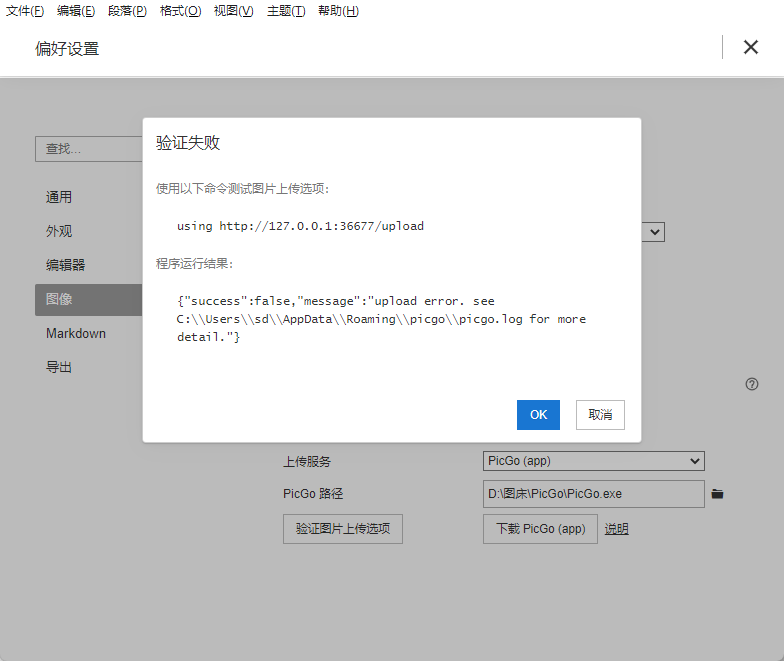 文件(F) 编辑(E) 段落(P) 格式(O) 视图(V) 主题(T) 帮助(H)
偏好设置
查找...
通用
外观
编辑器
图像
Markdown
导出
验证失败
使用以下命令测试图片上传选项:
using http://127.0.0.1:36677/upload
程序运行结果:
{"success":false,"message":"upload error. see
C:\\Users\\sd\\AppData\\Roaming\\picgo\\picgo.log for more
detail."}
OK 取消
上传服务 PicGo (app)
PicGo 路径 D:\图床\PicGo\PicGo.exe
验证图片上传选项 下载 PicGo (app) 说明